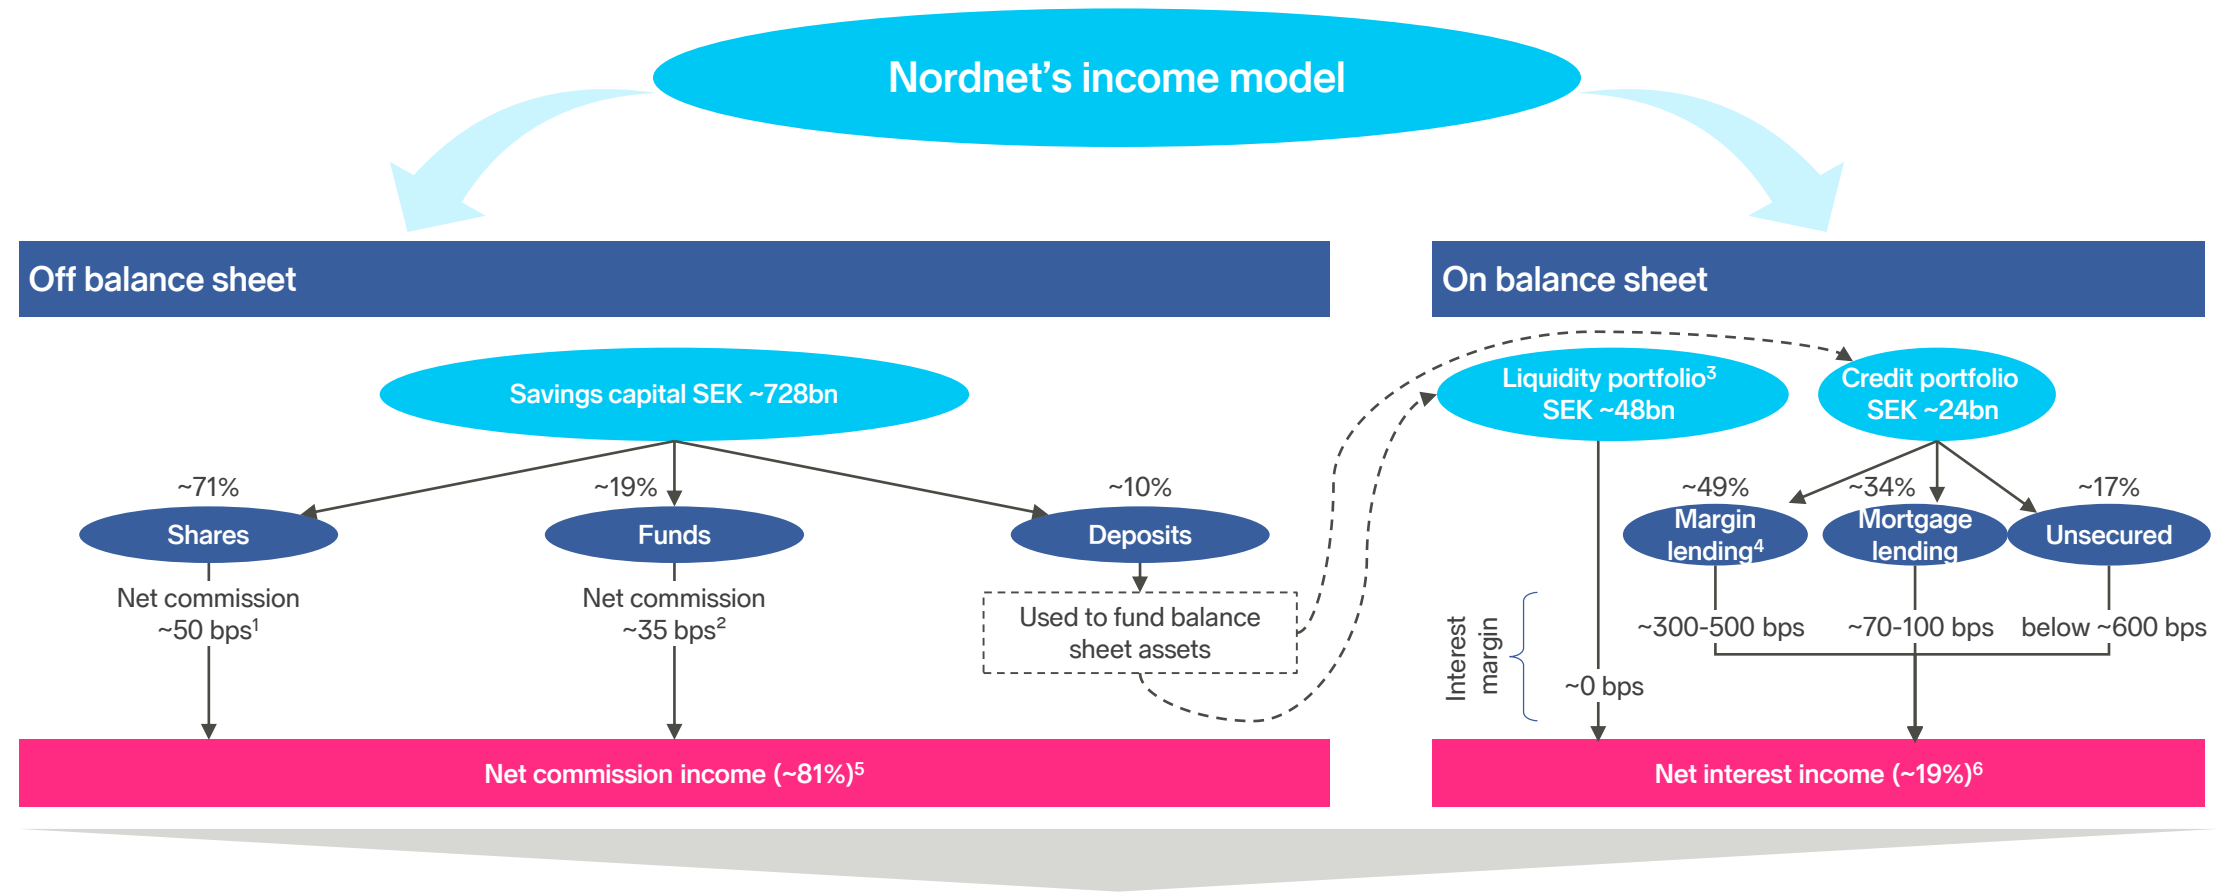 Nordnet’s income model
Off balance sheet
On balance sheet
Savings capital SEK ~728bn
Liquidity portfolio³
SEK ~48bn
Credit portfolio
SEK ~24bn
~71%
~19%
~10%
~49%
~34%
~17%
Shares
Funds
Deposits
Margin
lending⁴
Mortgage
lending
Unsecured
Net commission
~50 bps¹
Net commission
~35 bps²
Used to fund balance
sheet assets
Interest
margin
~0 bps
~300-500 bps
~70-100 bps
below ~600 bps
Net commission income (~81%)⁵
Net interest income (~19%)⁶